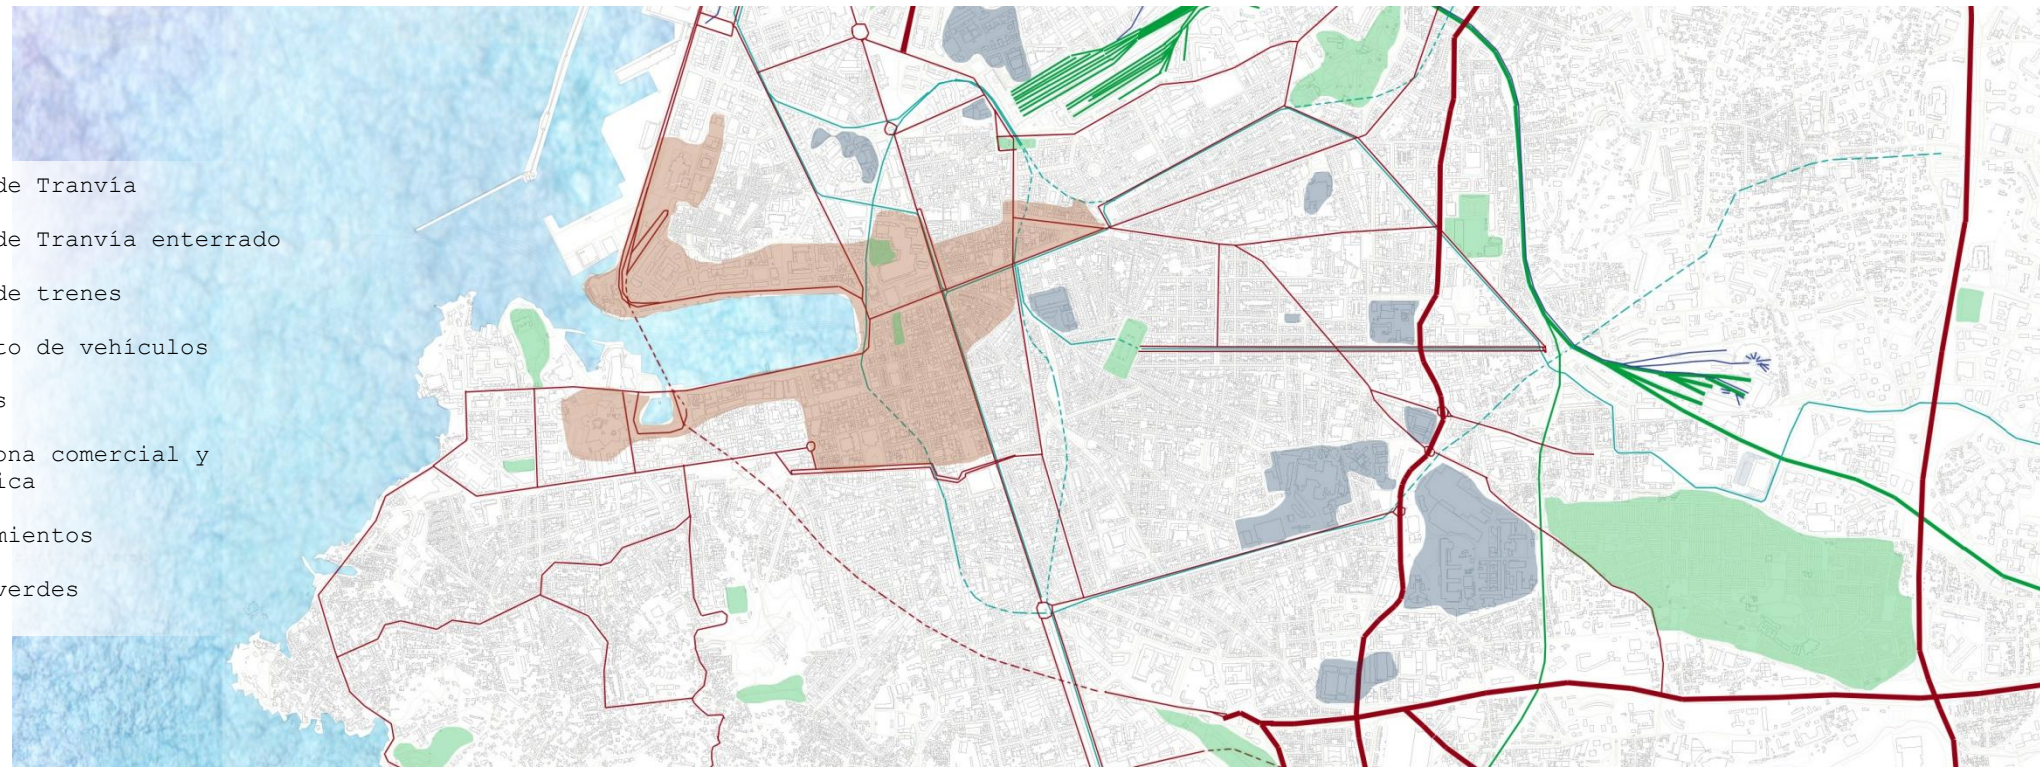 de Tranvía
de Tranvía enterrado
de trenes
to de vehículos
s
ona comercial y
ica
mientos
verdes